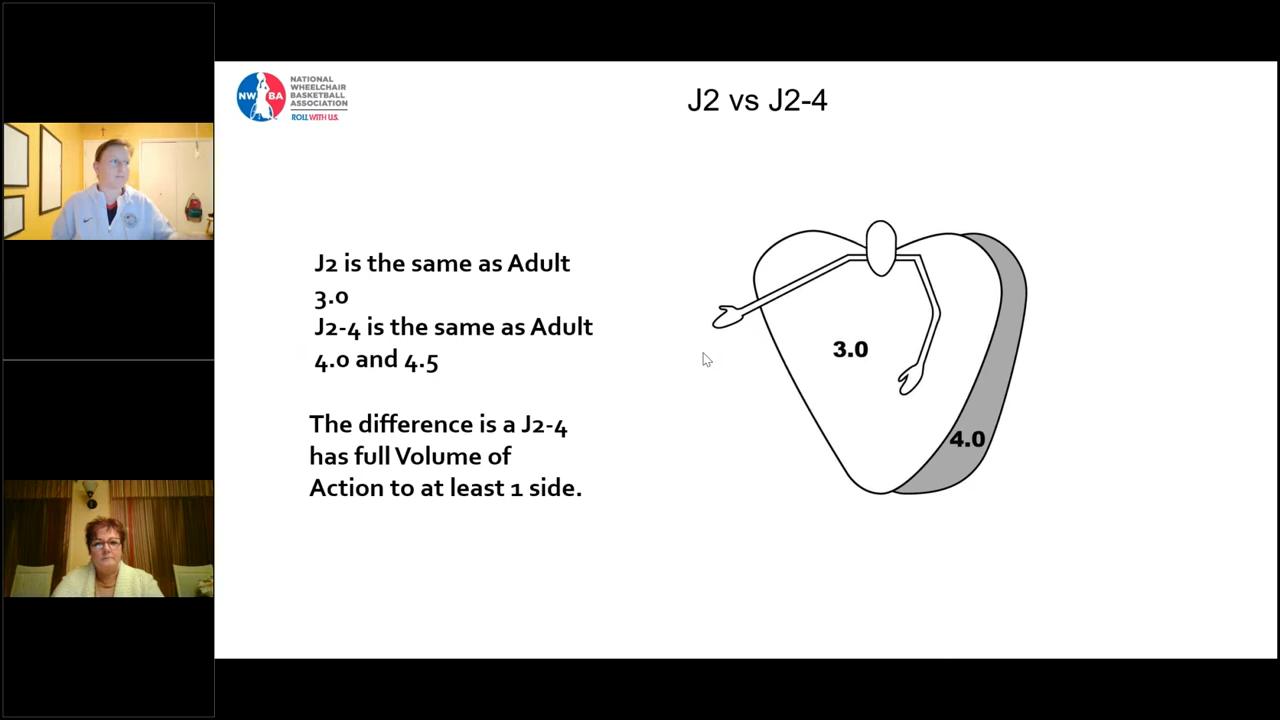 NW BA
NATIONAL
WHEELCHAIR
BASKETBALL
ASSOCIATION
ROLL WITH U.S.
J2 vs J2-4
J2 is the same as Adult
3.0
J2-4 is the same as Adult
4.0 and 4.5
The difference is a J2-4
has full Volume of
Action to at least 1 side.
3.0
4.0